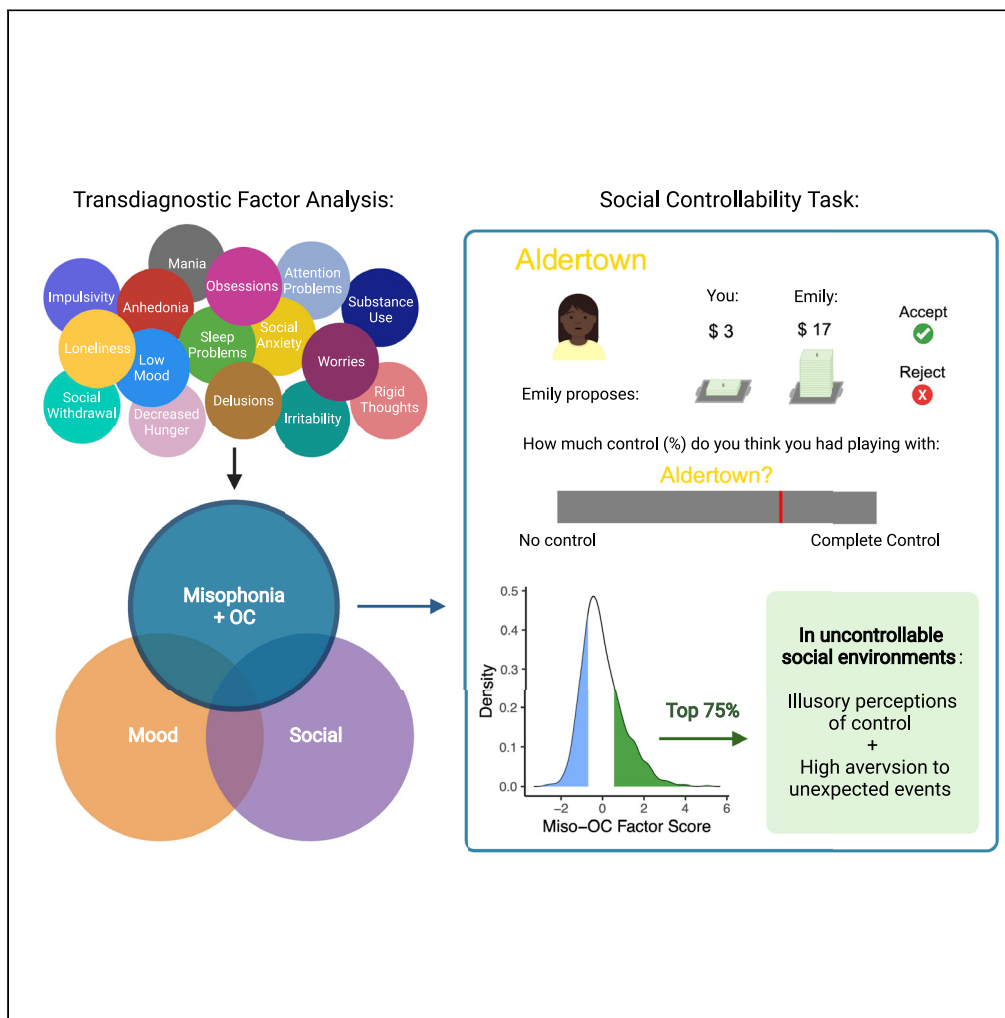 Transdiagnostic Factor Analysis:
Mania
Impulsivity
Anhedonia
Obsessions
Attention
Problems
Substance
Use
Loneliness
Low
Mood
Sleep
Problems
Social
Anxiety
Worries
Social
Withdrawal
Decreased
Hunger
Delusions
Irritability
Rigid
Thoughts
Misophonia
+ OC
Mood
Social
Social Controllability Task:
Aldertown
You:
Emily:
$ 3
$ 17
Accept
Reject
X
Emily proposes:
$
$
How much control (%) do you think you had playing with:
Aldertown?
No control
Complete Control
0.5
0.4
0.3
0.2
0.1
0.0
Density
−2
0
2
4
6
Miso−OC Factor Score
Top 75%
In uncontrollable
social environments:
Illusory perceptions
of control
+
High avervsion to
unexpected events